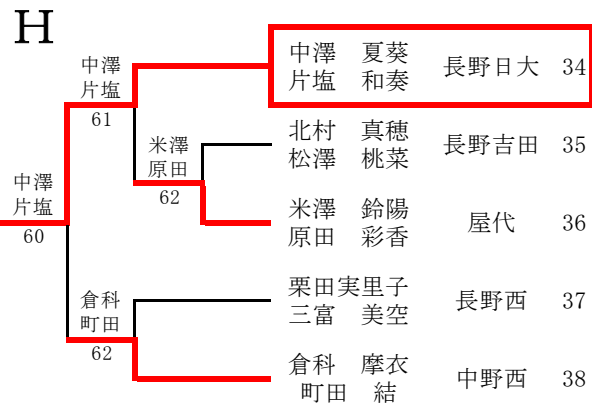 H
中澤 夏葵
片塩 和奏
長野日大 34
中澤
片塩
61
北村 真穂
松澤 桃菜
長野吉田 35
米澤
原田
62
米澤 鈴陽
原田 彩香
屋代 36
中澤
片塩
60
栗田実里子
三富 美空
長野西 37
倉科
町田
62
倉科 摩衣
町田 結
中野西 38